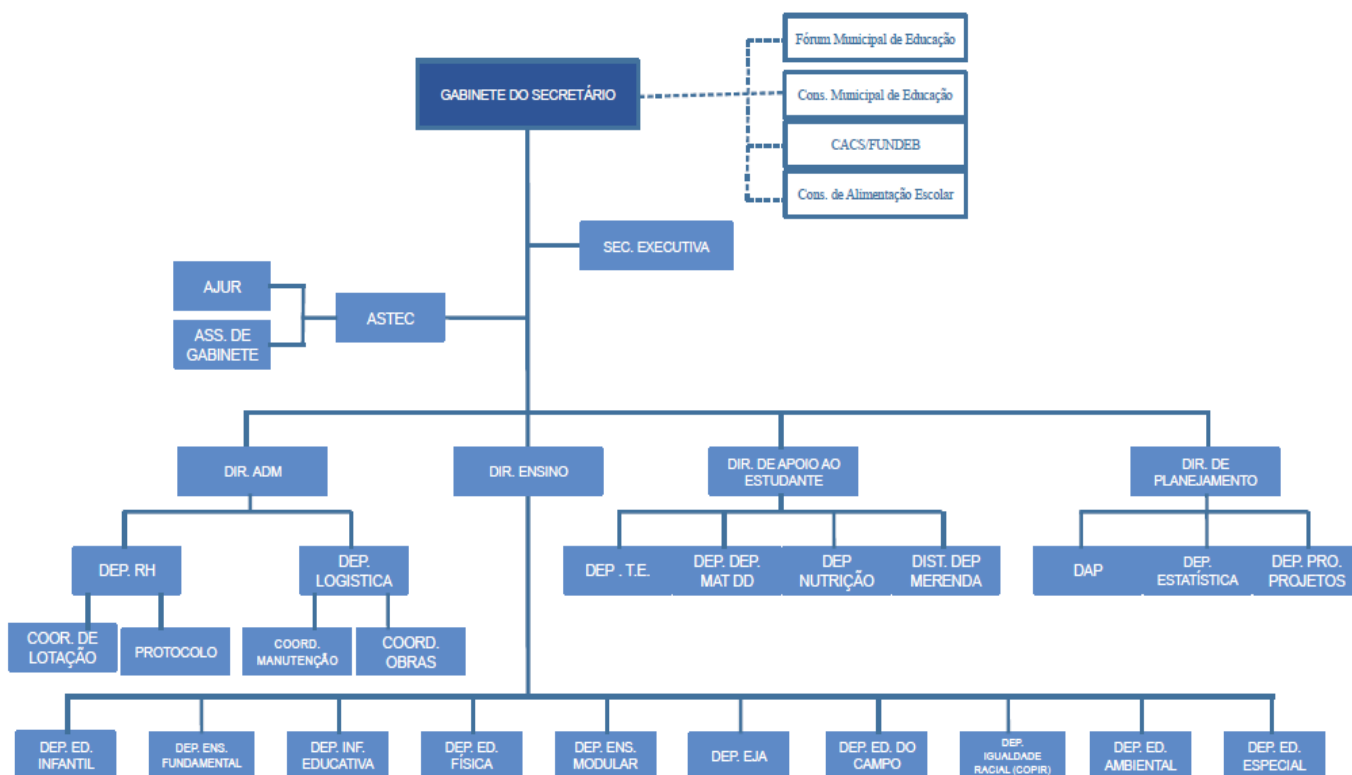 Fórum Municipal de Educação
GABINETE DO SECRETÁRIO
Cons. Municipal de Educação
CACS/FUNDEB
Cons. de Alimentação Escolar
SEC. EXECUTIVA
AJUR
ASTEC
ASS. DE
GABINETE
DIR. ADM
DIR. ENSINO
DIR. DE APOIO AO
ESTUDANTE
DIR. DE
PLANEJAMENTO
DEP. RH
DEP.
LOGISTICA
DEP . T.E.
DEP. DEP.
MAT DD
DEP
NUTRIÇÃO
DIST. DEP
MERENDA
DAP
DEP.
ESTATÍSTICA
DEP. PRO.
PROJETOS
COOR. DE
LOTAÇÃO
PROTOCOLO
COORD.
MANUTENÇÃO
COORD.
OBRAS
DEP. ED.
INFANTIL
DEP. ENS.
FUNDAMENTAL
DEP. INF.
EDUCATIVA
DEP. ED.
FÍSICA
DEP. ENS.
MODULAR
DEP. EJA
DEP. ED. DO
CAMPO
DEP.
IGUALDADE
RACIAL (COPIR)
DEP. ED.
AMBIENTAL
DEP. ED.
ESPECIAL